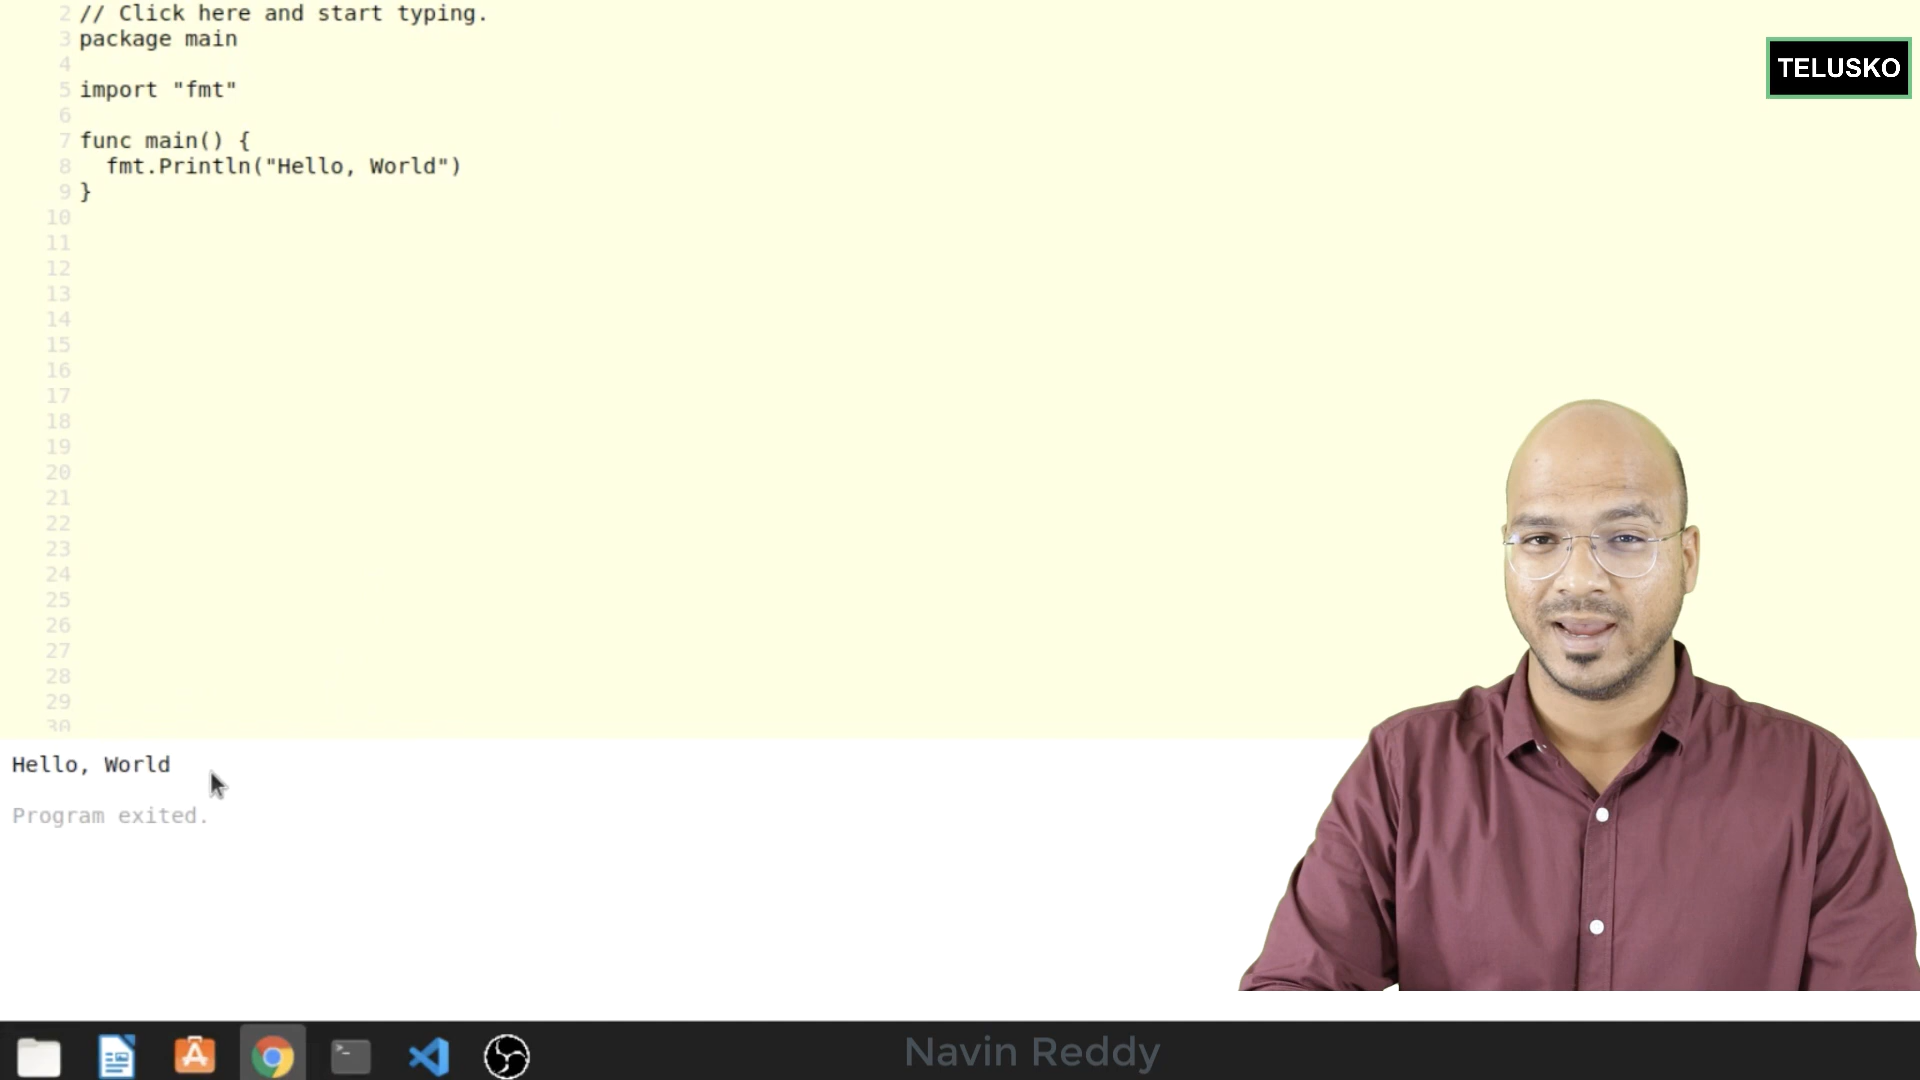 2 // Click here and start typing.
3 package main
4
5 import "fmt"
6
7 func main() {
8   fmt.Println("Hello, World")
9 }
10
11
12
13
14
15
16
17
18
19
20
21
22
23
24
25
26
27
28
29
30
Hello, World
Program exited.
TELUSKO
Navin Reddy